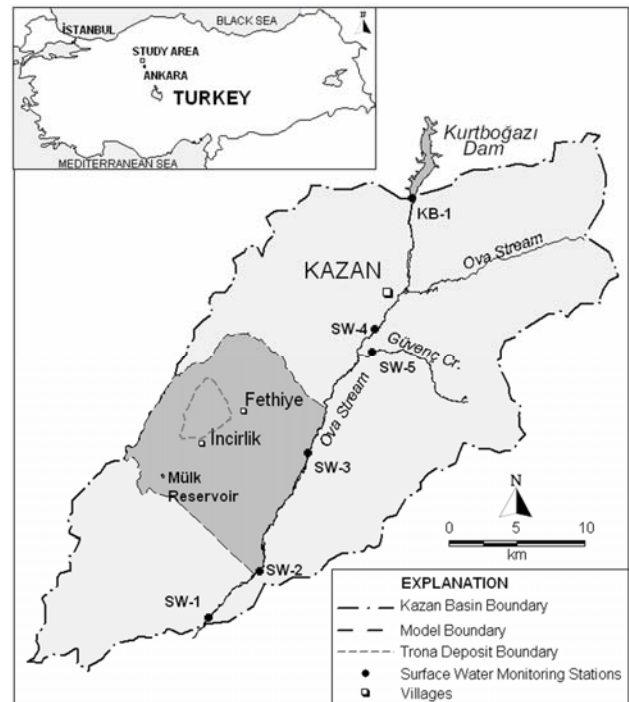 BLACK SEA
İSTANBUL
N
STUDY AREA
ANKARA
TURKEY
MEDITERRANEAN SEA
Kurtboğazı
Dam
KB-1
Ova Stream
KAZAN
SW-4
Güvenç Cr.
SW-5
Fethiye
Ova Stream
İncirlik
SW-3
Mülk
Reservoir
N
0 5 10
km
SW-2
SW-1
EXPLANATION
Kazan Basin Boundary
Model Boundary
Trona Deposit Boundary
Surface Water Monitoring Stations
Villages